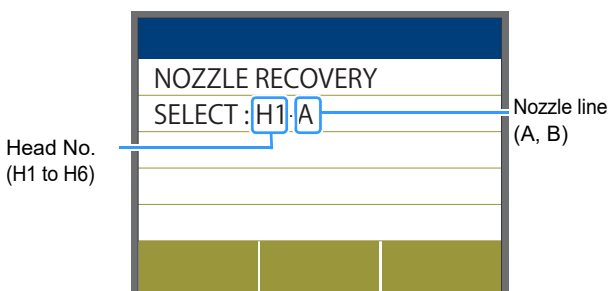 NOZZLE RECOVERY
SELECT : H1-A
Nozzle line
(A, B)
Head No.
(H1 to H6)